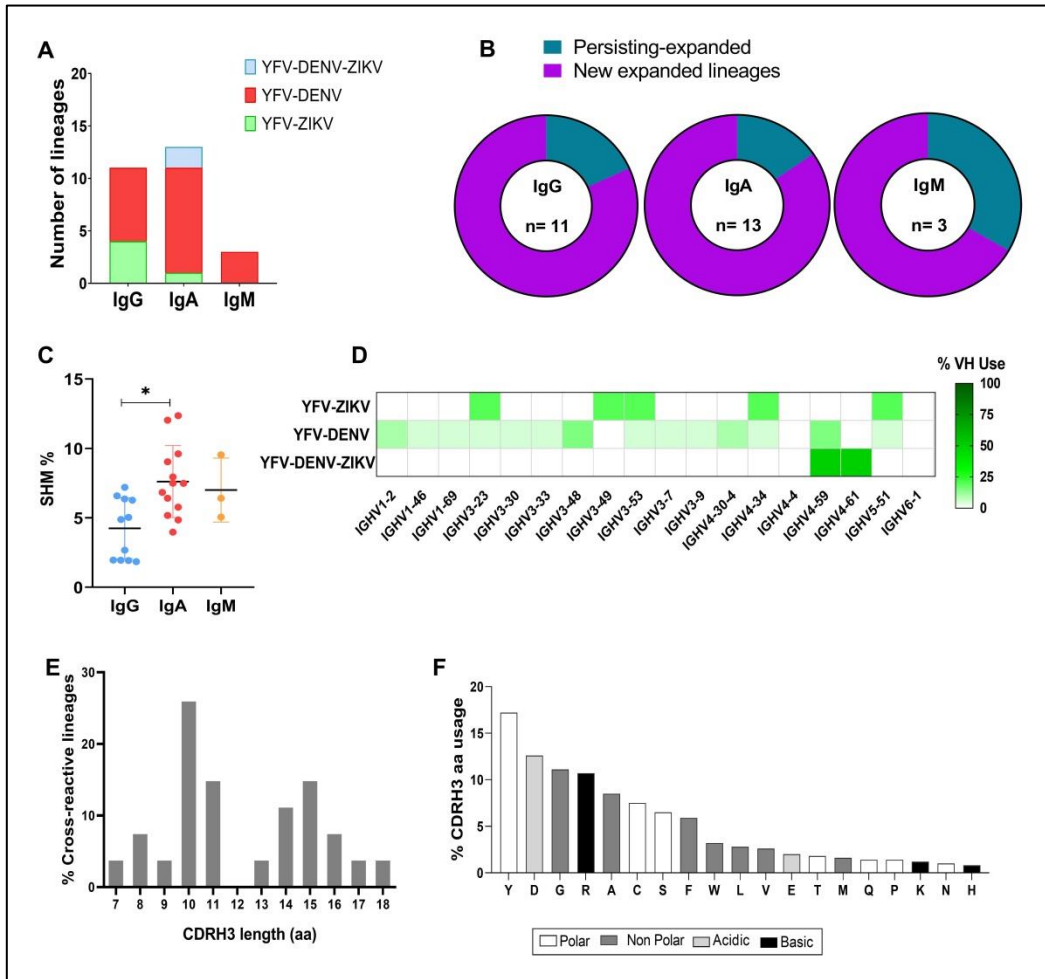 A
Number of lineages
20
15
10
5
0
IgG IgA IgM
YFV-DENV-ZIKV
YFV-DENV
YFV-ZIKV
B
Persisting-expanded
New expanded lineages
IgG
n= 11
IgA
n= 13
IgM
n= 3
C
SHM %
15
10
5
0
*
IgG IgA IgM
D
YFV-ZIKV
YFV-DENV
YFV-DENV-ZIKV
IGHV1-2 IGHV1-46 IGHV1-69 IGHV3-23 IGHV3-30 IGHV3-33 IGHV3-48 IGHV3-49 IGHV3-53 IGHV3-7 IGHV3-9 IGHV4-30-4 IGHV4-34 IGHV4-4 IGHV4-59 IGHV4-61 IGHV5-51 IGHV6-1
% VH Use
100
75
50
25
0
E
% Cross-reactive lineages
30
20
10
0
7 8 9 10 11 12 13 14 15 16 17 18
CDRH3 length (aa)
F
% CDRH3 aa usage
20
15
10
5
0
Y D G R A C S F W L V E T M Q P K N H
Polar Non Polar Acidic Basic